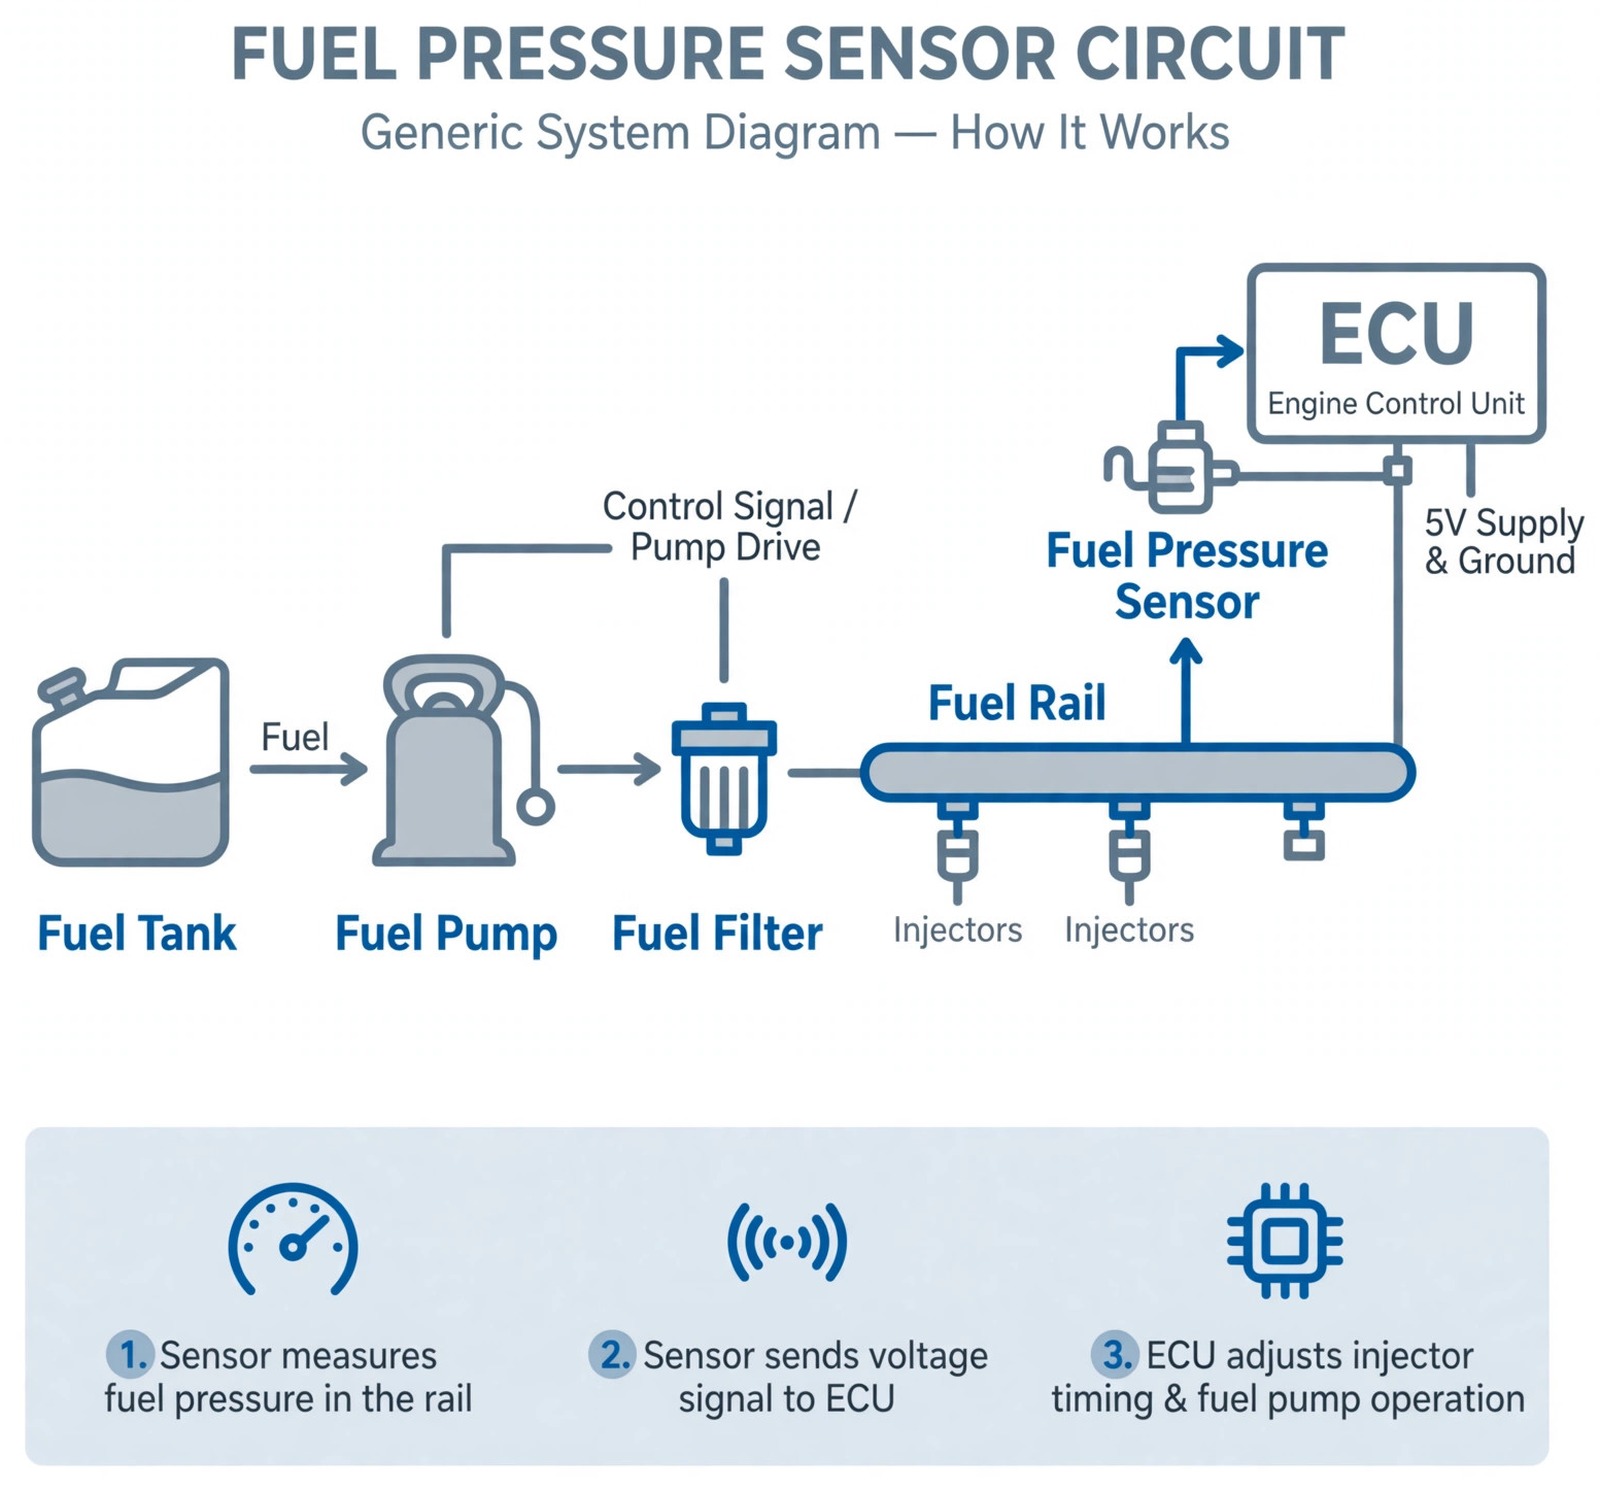 FUEL PRESSURE SENSOR CIRCUIT
Generic System Diagram — How It Works
ECU
Engine Control Unit
Control Signal /
Pump Drive
5V Supply
& Ground
Fuel Pressure
Sensor
Fuel Rail
Fuel
Fuel Tank
Fuel Pump
Fuel Filter
Injectors
Injectors
1. Sensor measures
fuel pressure in the rail
2. Sensor sends voltage
signal to ECU
3. ECU adjusts injector
timing & fuel pump operation